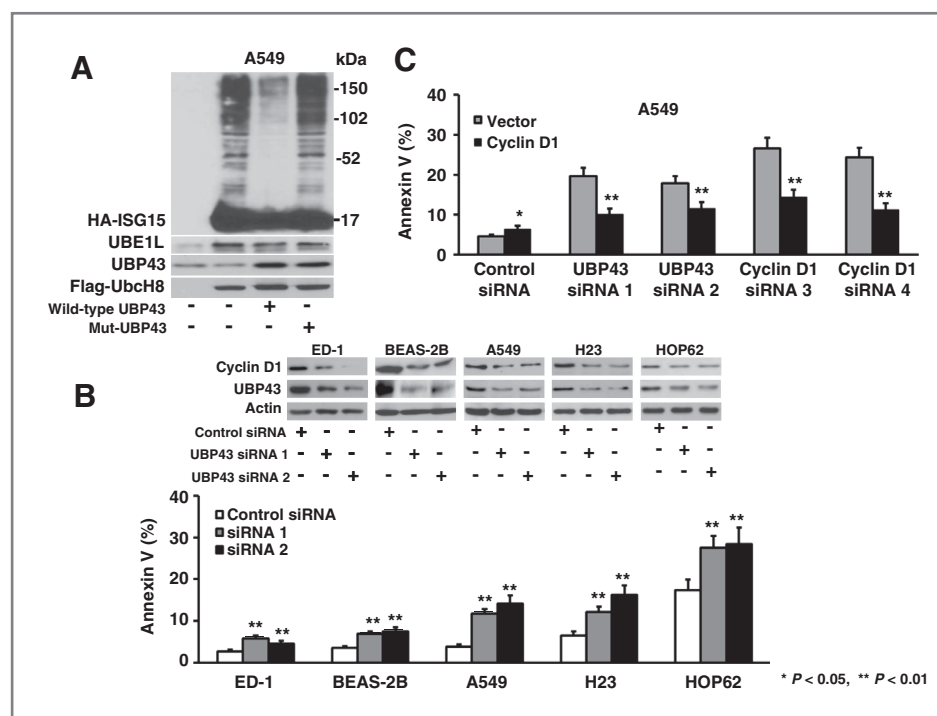 A
A549
kDa
-150
-102
-52
HA-ISG15
-17
UBE1L
UBP43
Flag-UbcH8
Wild-type UBP43 - - + -
Mut-UBP43 - - - +
C
A549
Vector
Cyclin D1
Annexin V (%)
40
30
20
10
0
* ** ** ** **
Control siRNA
UBP43 siRNA 1
UBP43 siRNA 2
Cyclin D1 siRNA 3
Cyclin D1 siRNA 4
B
ED-1 BEAS-2B A549 H23 HOP62
Cyclin D1
UBP43
Actin
Control siRNA + - - + - - + - - + - - + - -
UBP43 siRNA 1 - + - - + - - + - - + - - + -
UBP43 siRNA 2 - - + - - + - - + - - + - - +
Control siRNA
siRNA 1
siRNA 2
Annexin V (%)
40
30
20
10
0
** ** ** ** ** ** ** ** ** **
ED-1 BEAS-2B A549 H23 HOP62
* P < 0.05, ** P < 0.01